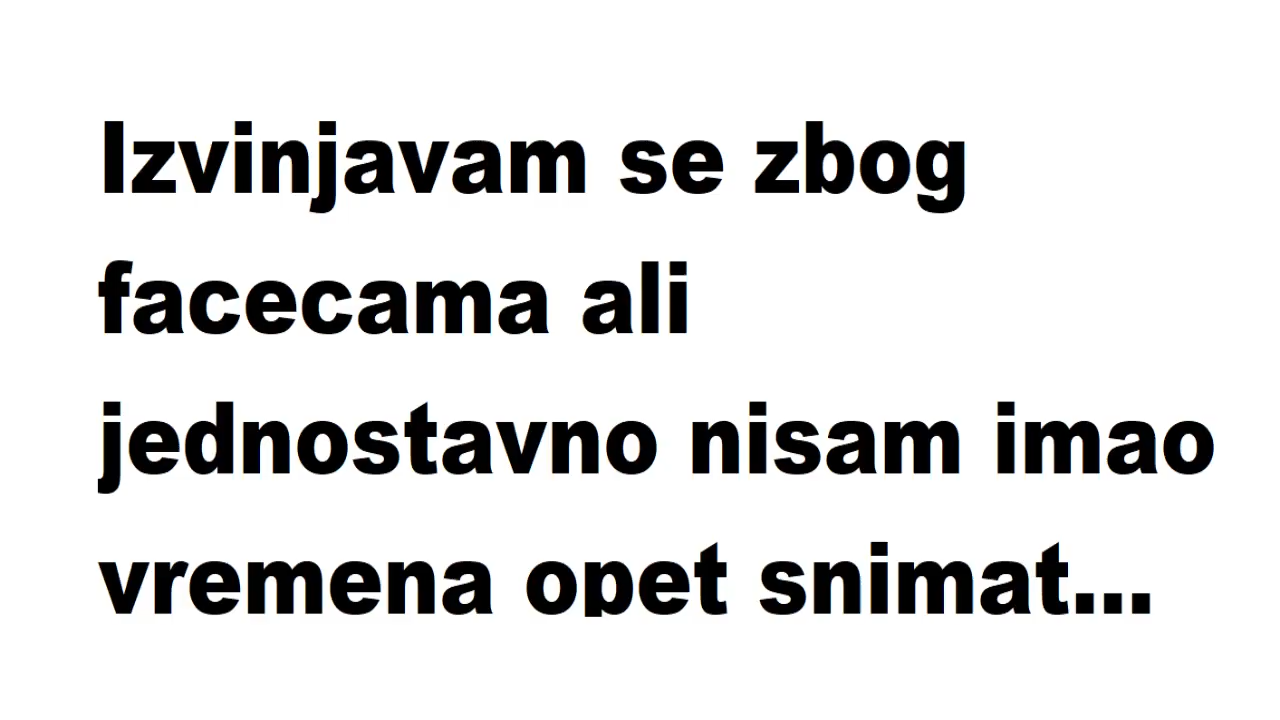 Izvinjavam se zbog
facecama ali
jednostavno nisam imao
vremena opet snimat...